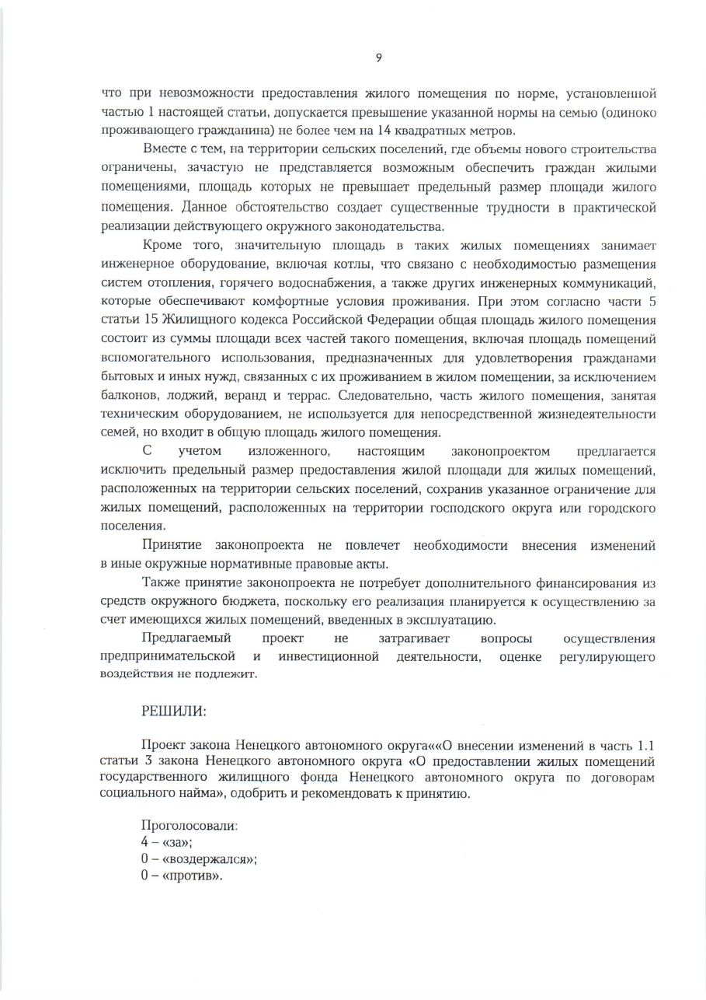 9
что при невозможности предоставления жилого помещения по норме, установленной
частью 1 настоящей статьи, допускается превышение указанной нормы на семью (одиноко
проживающего гражданина) не более чем на 14 квадратных метров.
Вместе с тем, на территории сельских поселений, где объемы нового строительства
ограничены, зачастую не представляется возможным обеспечить граждан жилыми
помещениями, площадь которых не превышает предельный размер площади жилого
помещения. Данное обстоятельство создает существенные трудности в практической
реализации действующего окружного законодательства.
Кроме того, значительную площадь в таких жилых помещениях занимает
инженерное оборудование, включая котлы, что связано с необходимостью размещения
систем отопления, горячего водоснабжения, а также других инженерных коммуникаций,
которые обеспечивают комфортные условия проживания. При этом согласно части 5
статьи 15 Жилищного кодекса Российской Федерации общая площадь жилого помещения
состоит из суммы площади всех частей такого помещения, включая площадь помещений
вспомогательного использования, предназначенных для удовлетворения гражданами
бытовых и иных нужд, связанных с их проживанием в жилом помещении, за исключением
балконов, лоджий, веранд и террас. Следовательно, часть жилого помещения, занятая
техническим оборудованием, не используется для непосредственной жизнедеятельности
семей, но входит в общую площадь жилого помещения.
С учетом изложенного, настоящим законопроектом предлагается
исключить предельный размер предоставления жилой площади для жилых помещений,
расположенных на территории сельских поселений, сохранив указанное ограничение для
жилых помещений, расположенных на территории господского округа или городского
поселения.
Принятие законопроекта не повлечет необходимости внесения изменений
в иные окружные нормативные правовые акты.
Также принятие законопроекта не потребует дополнительного финансирования из
средств окружного бюджета, поскольку его реализация планируется к осуществлению за
счет имеющихся жилых помещений, введенных в эксплуатацию.
Предлагаемый проект не затрагивает вопросы осуществления
предпринимательской и инвестиционной деятельности, оценке регулирующего
воздействия не подлежит.
РЕШИЛИ:
Проект закона Ненецкого автономного округа««О внесении изменений в часть 1.1
статьи 3 закона Ненецкого автономного округа «О предоставлении жилых помещений
государственного жилищного фонда Ненецкого автономного округа по договорам
социального найма», одобрить и рекомендовать к принятию.
Проголосовали:
4 – «за»;
0 – «воздержался»;
0 – «против».